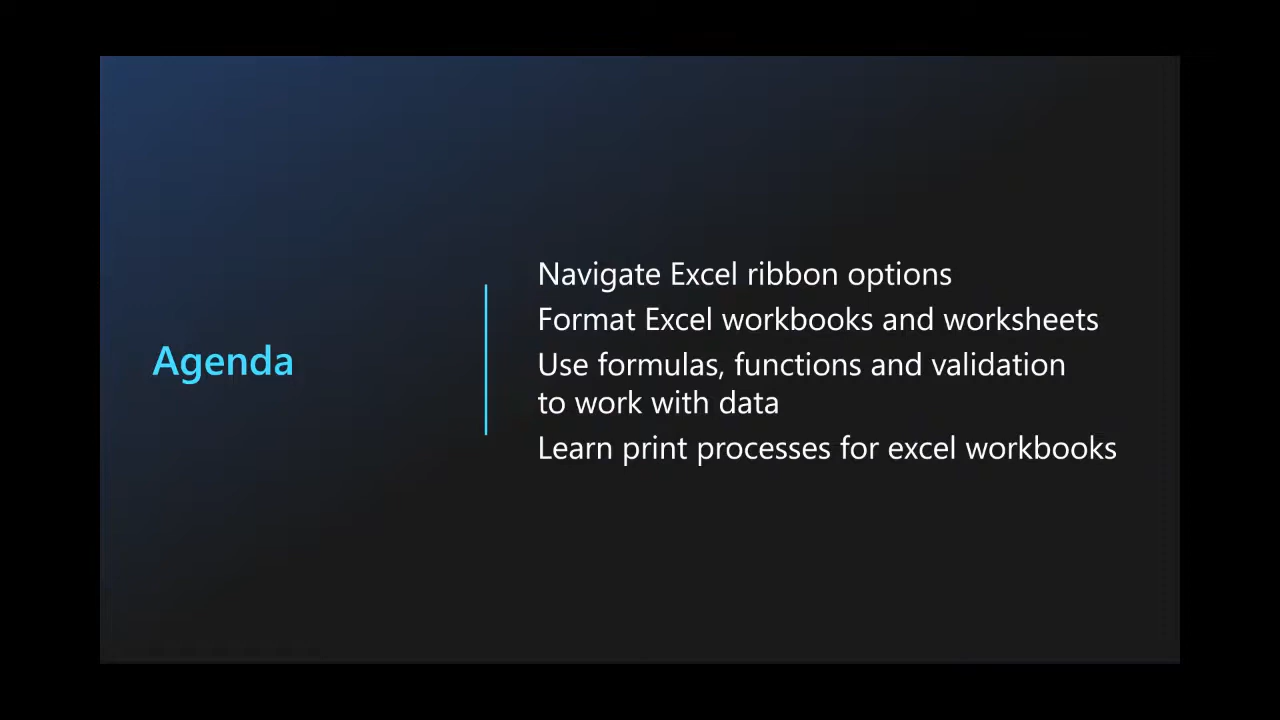 Agenda
Navigate Excel ribbon options
Format Excel workbooks and worksheets
Use formulas, functions and validation
to work with data
Learn print processes for excel workbooks